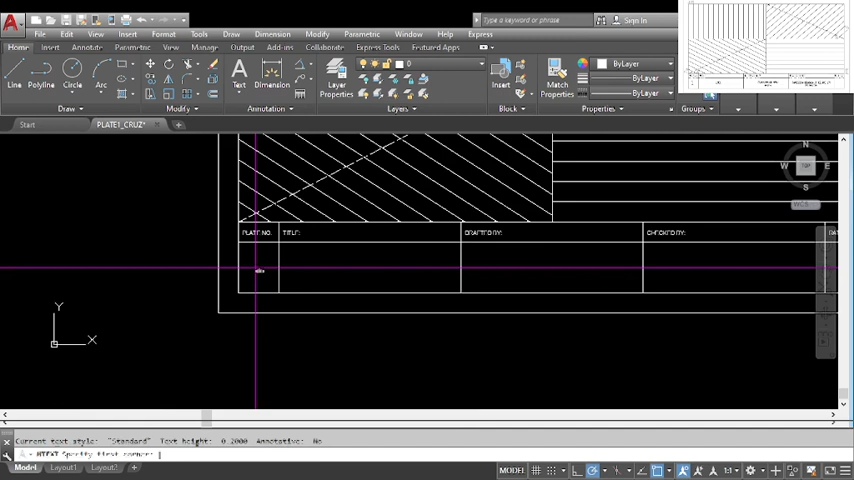 Type a keyword or phrase
Sign In
File Edit View Insert Format Tools Draw Dimension Modify Parametric Window Help Express
Home Insert Annotate Parametric View Manage Output Add-ins Collaborate Express Tools Featured Apps
Line Polyline Circle Arc Text Dimension Layer Properties 0 Insert Match Properties ByLayer
ByLayer
ByLayer
Draw Modify Annotation Layers Block Properties Groups
Start PLATE1_CRUZ*
N
W TOP E
S
WCS
PLATE NO. TITLE: DRAFTED BY: CHECKED BY:
Y
X
Current text style: "Standard" Text height: 0.2000 Annotative: No
MTEXT Specify first corner:
Model Layout1 Layout2 + MODEL 1:1